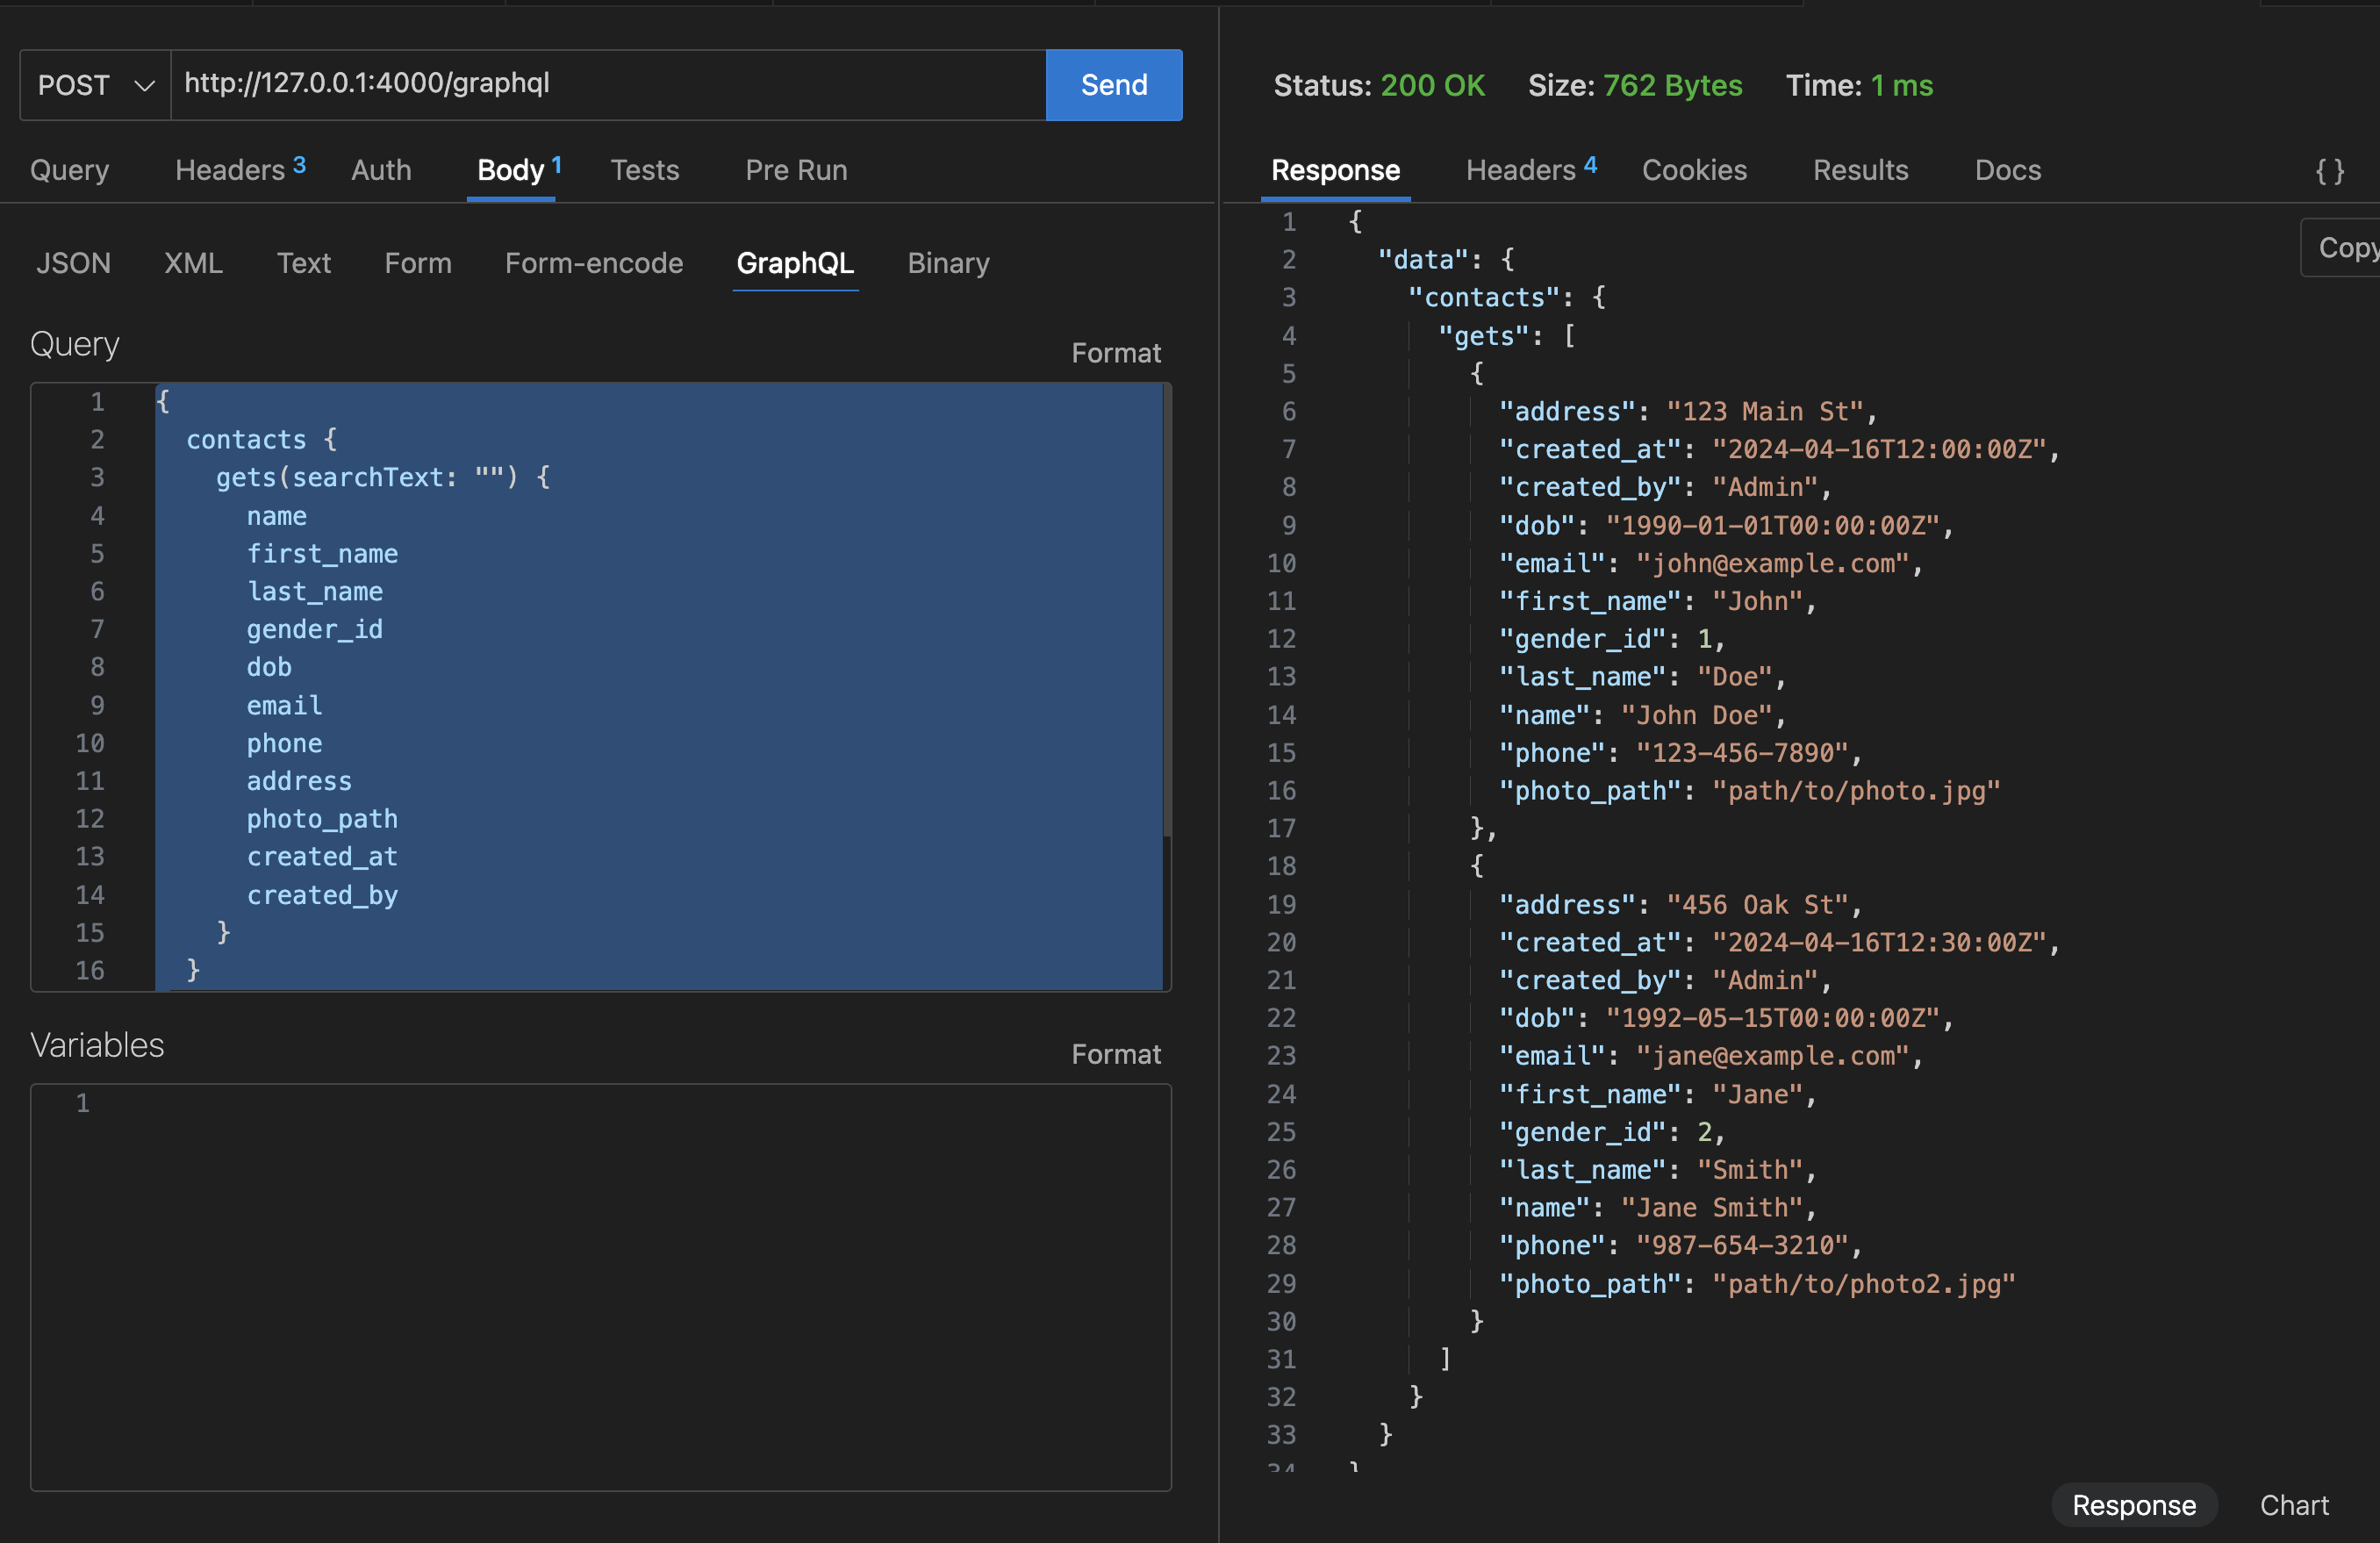 POST http://127.0.0.1:4000/graphql Send
Query Headers 3 Auth Body 1 Tests Pre Run
JSON XML Text Form Form-encode GraphQL Binary
Query Format
1 {
2 contacts {
3 gets(searchText: "") {
4 name
5 first_name
6 last_name
7 gender_id
8 dob
9 email
10 phone
11 address
12 photo_path
13 created_at
14 created_by
15 }
16 }
Variables Format
1
Status: 200 OK Size: 762 Bytes Time: 1 ms
Response Headers 4 Cookies Results Docs { }
Copy
1 {
2 "data": {
3 "contacts": {
4 "gets": [
5 {
6 "address": "123 Main St",
7 "created_at": "2024-04-16T12:00:00Z",
8 "created_by": "Admin",
9 "dob": "1990-01-01T00:00:00Z",
10 "email": "john@example.com",
11 "first_name": "John",
12 "gender_id": 1,
13 "last_name": "Doe",
14 "name": "John Doe",
15 "phone": "123-456-7890",
16 "photo_path": "path/to/photo.jpg"
17 },
18 {
19 "address": "456 Oak St",
20 "created_at": "2024-04-16T12:30:00Z",
21 "created_by": "Admin",
22 "dob": "1992-05-15T00:00:00Z",
23 "email": "jane@example.com",
24 "first_name": "Jane",
25 "gender_id": 2,
26 "last_name": "Smith",
27 "name": "Jane Smith",
28 "phone": "987-654-3210",
29 "photo_path": "path/to/photo2.jpg"
30 }
31 ]
32 }
33 }
34 }
Response Chart